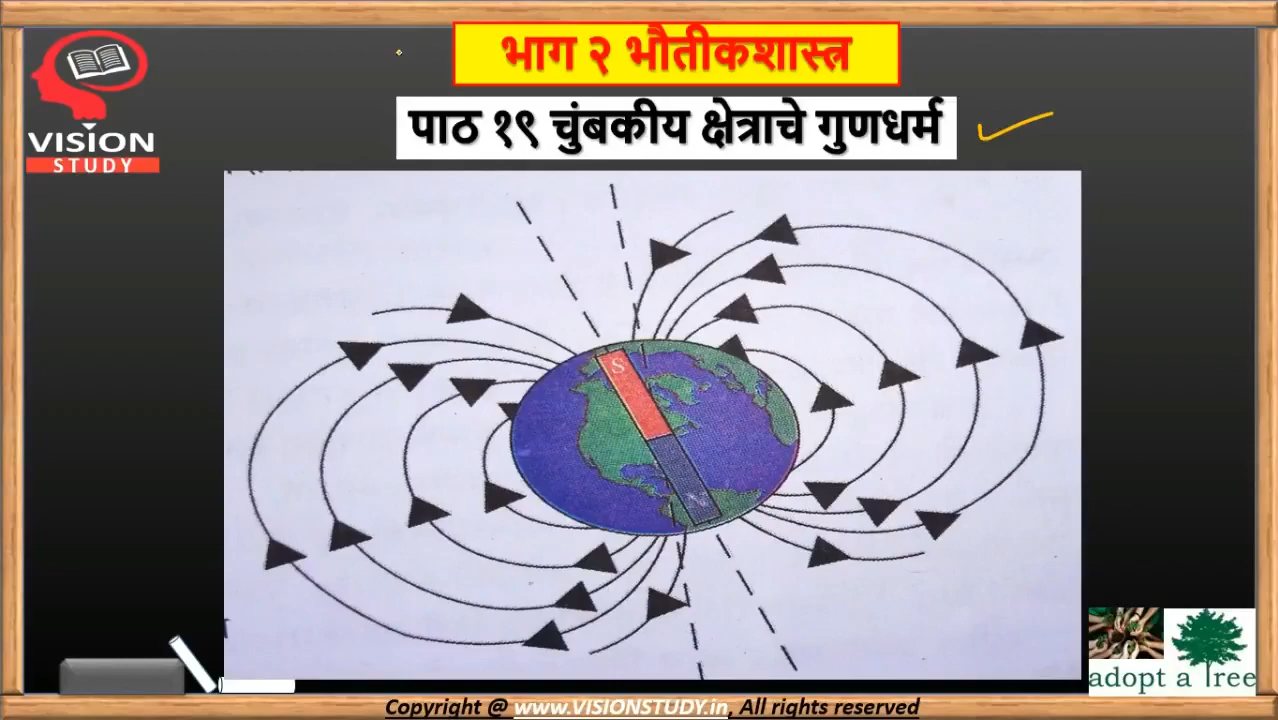 भाग २ भौतीकशास्त्र
पाठ १९ चुंबकीय क्षेत्राचे गुणधर्म
VISION
STUDY
S
N
adopt a Tree
Copyright @ www.VISIONSTUDY.in, All rights reserved